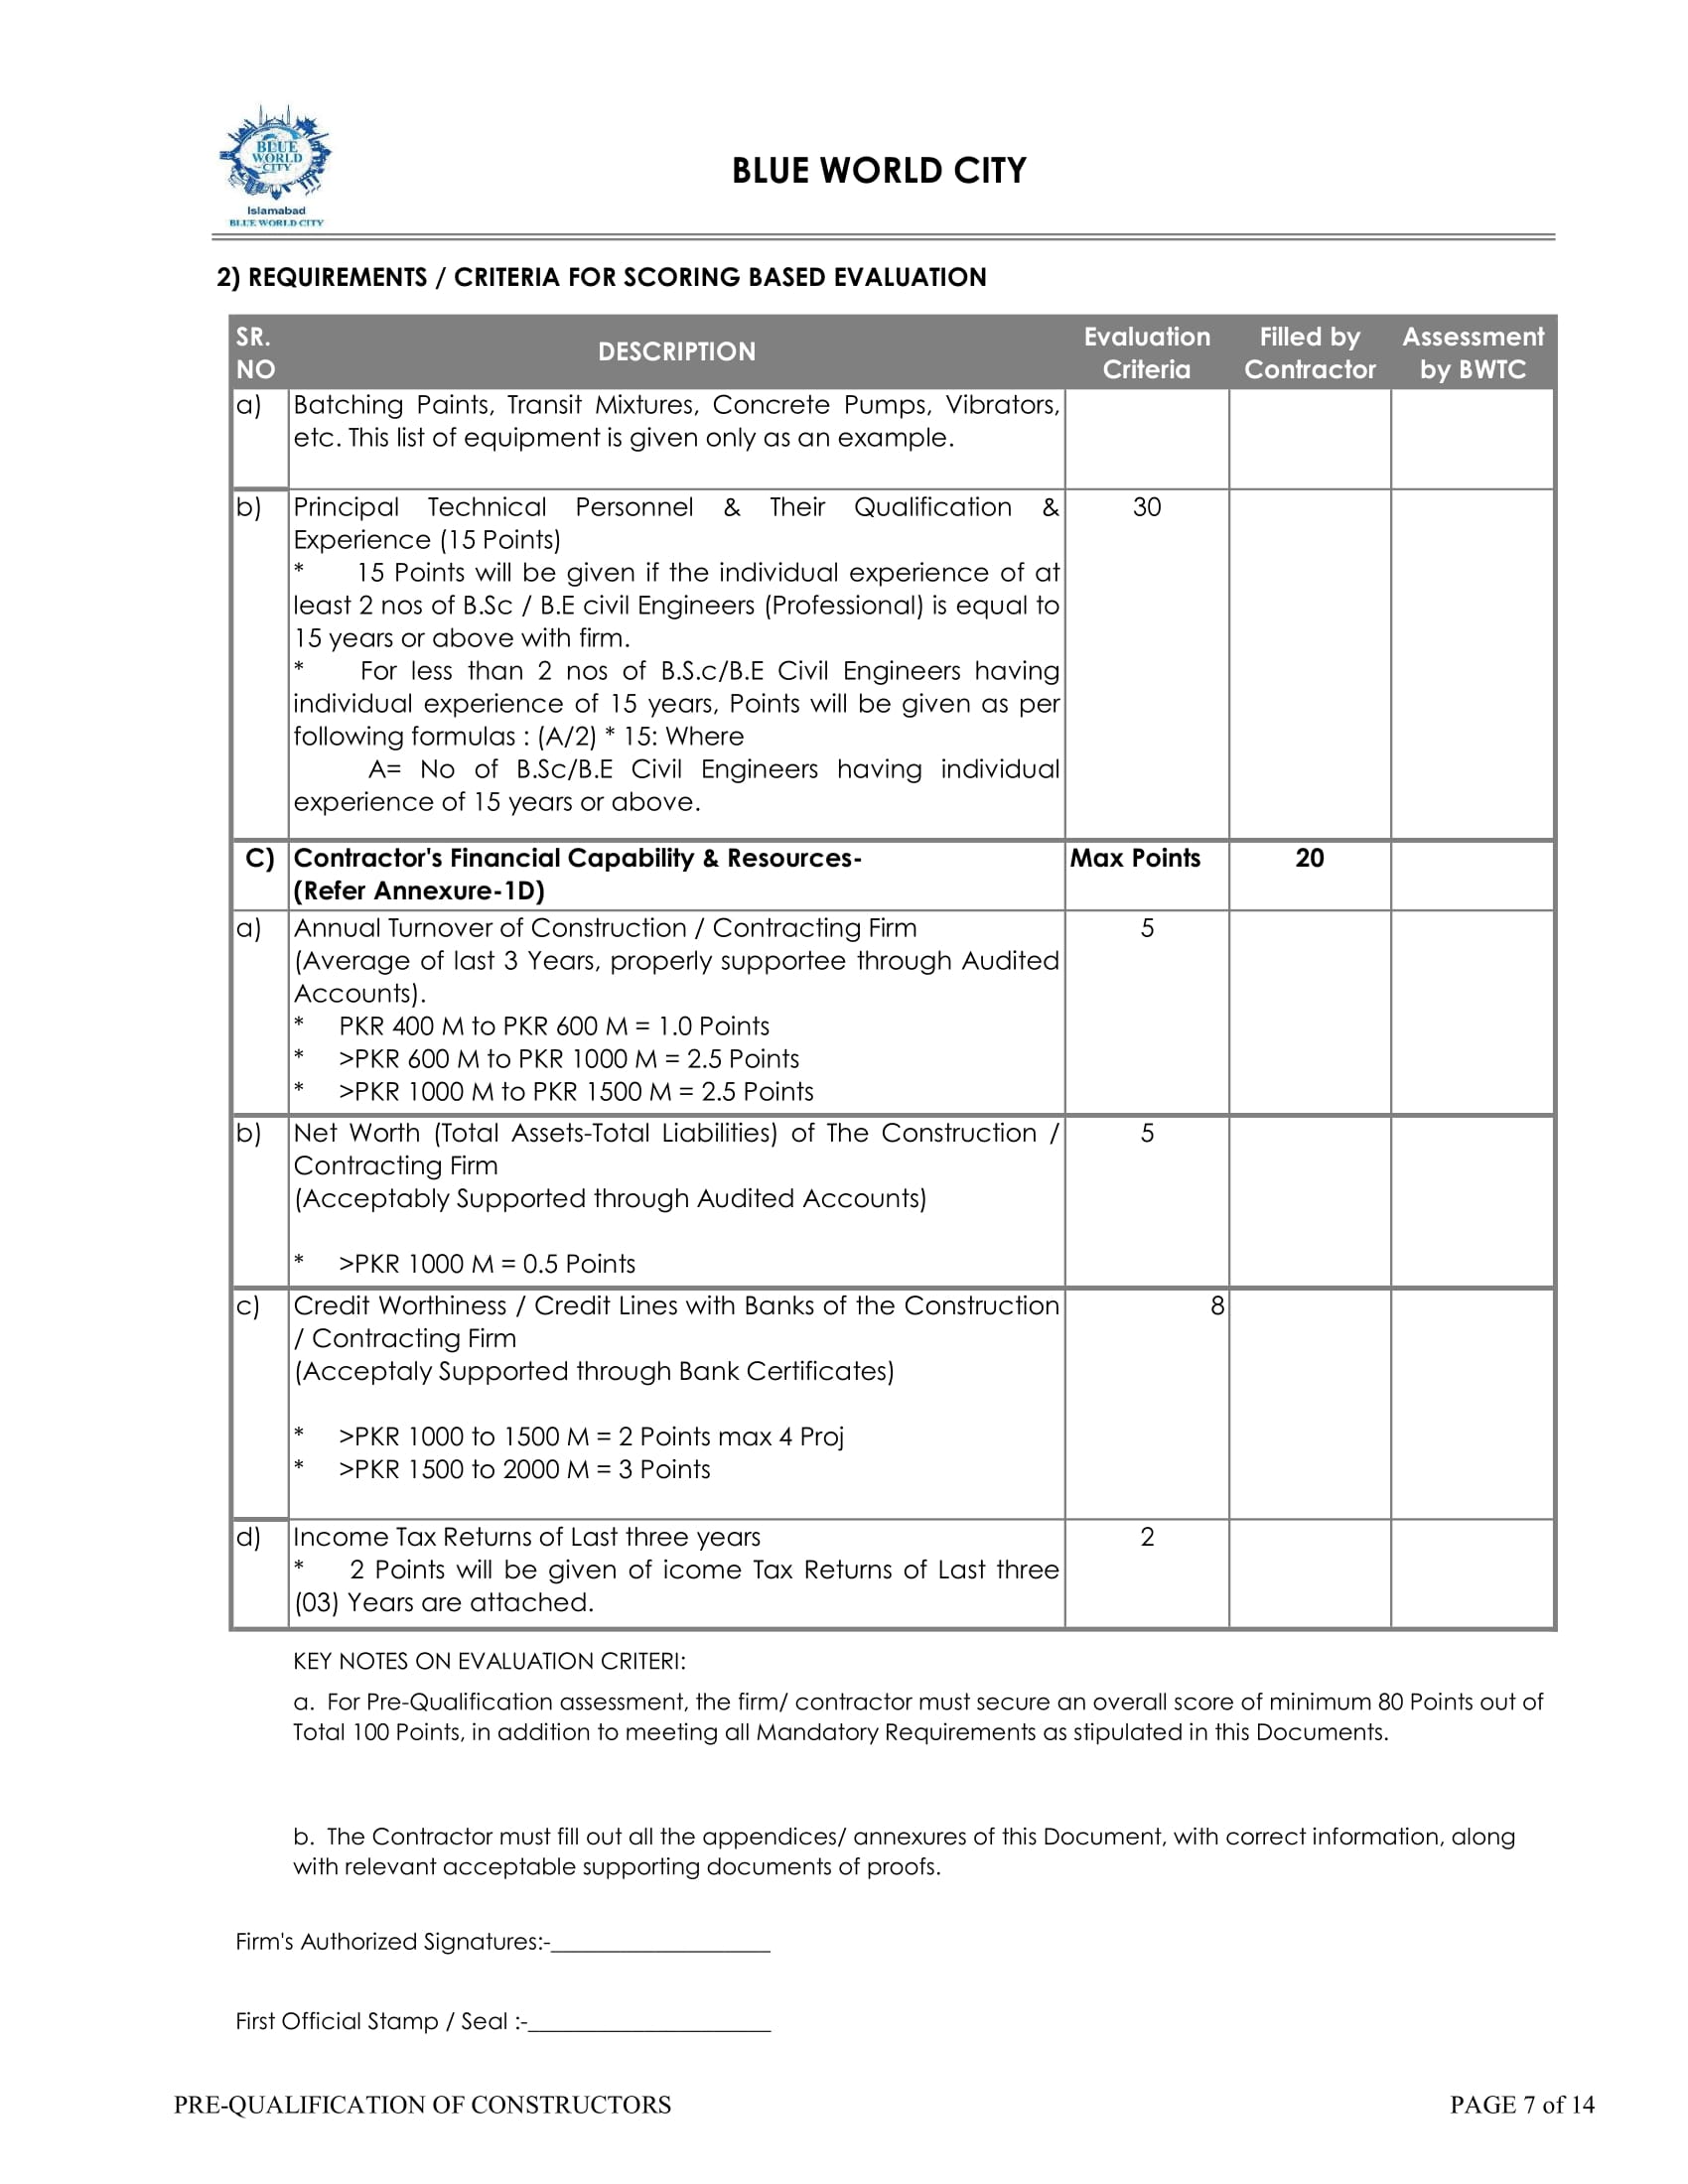 BLUE
WORLD
CITY
Islamabad
BLUE WORLD CITY
BLUE WORLD CITY
2) REQUIREMENTS / CRITERIA FOR SCORING BASED EVALUATION
SR. NO DESCRIPTION Evaluation Criteria Filled by Contractor Assessment by BWTC
a) Batching Paints, Transit Mixtures, Concrete Pumps, Vibrators,
etc. This list of equipment is given only as an example.
b) Principal Technical Personnel & Their Qualification & 30
Experience (15 Points)
* 15 Points will be given if the individual experience of at
least 2 nos of B.Sc / B.E civil Engineers (Professional) is equal to
15 years or above with firm.
* For less than 2 nos of B.S.c/B.E Civil Engineers having
individual experience of 15 years, Points will be given as per
following formulas : (A/2) * 15: Where
A= No of B.Sc/B.E Civil Engineers having individual
experience of 15 years or above.
C) Contractor's Financial Capability & Resources- Max Points 20
(Refer Annexure-1D)
a) Annual Turnover of Construction / Contracting Firm 5
(Average of last 3 Years, properly supportee through Audited
Accounts).
* PKR 400 M to PKR 600 M = 1.0 Points
* >PKR 600 M to PKR 1000 M = 2.5 Points
* >PKR 1000 M to PKR 1500 M = 2.5 Points
b) Net Worth (Total Assets-Total Liabilities) of The Construction / 5
Contracting Firm
(Acceptably Supported through Audited Accounts)
* >PKR 1000 M = 0.5 Points
c) Credit Worthiness / Credit Lines with Banks of the Construction 8
/ Contracting Firm
(Acceptaly Supported through Bank Certificates)
* >PKR 1000 to 1500 M = 2 Points max 4 Proj
* >PKR 1500 to 2000 M = 3 Points
d) Income Tax Returns of Last three years 2
* 2 Points will be given of icome Tax Returns of Last three
(03) Years are attached.
KEY NOTES ON EVALUATION CRITERI:
a. For Pre-Qualification assessment, the firm/ contractor must secure an overall score of minimum 80 Points out of
Total 100 Points, in addition to meeting all Mandatory Requirements as stipulated in this Documents.
b. The Contractor must fill out all the appendices/ annexures of this Document, with correct information, along
with relevant acceptable supporting documents of proofs.
Firm's Authorized Signatures:-__________________
First Official Stamp / Seal :-____________________
PRE-QUALIFICATION OF CONSTRUCTORS PAGE 7 of 14